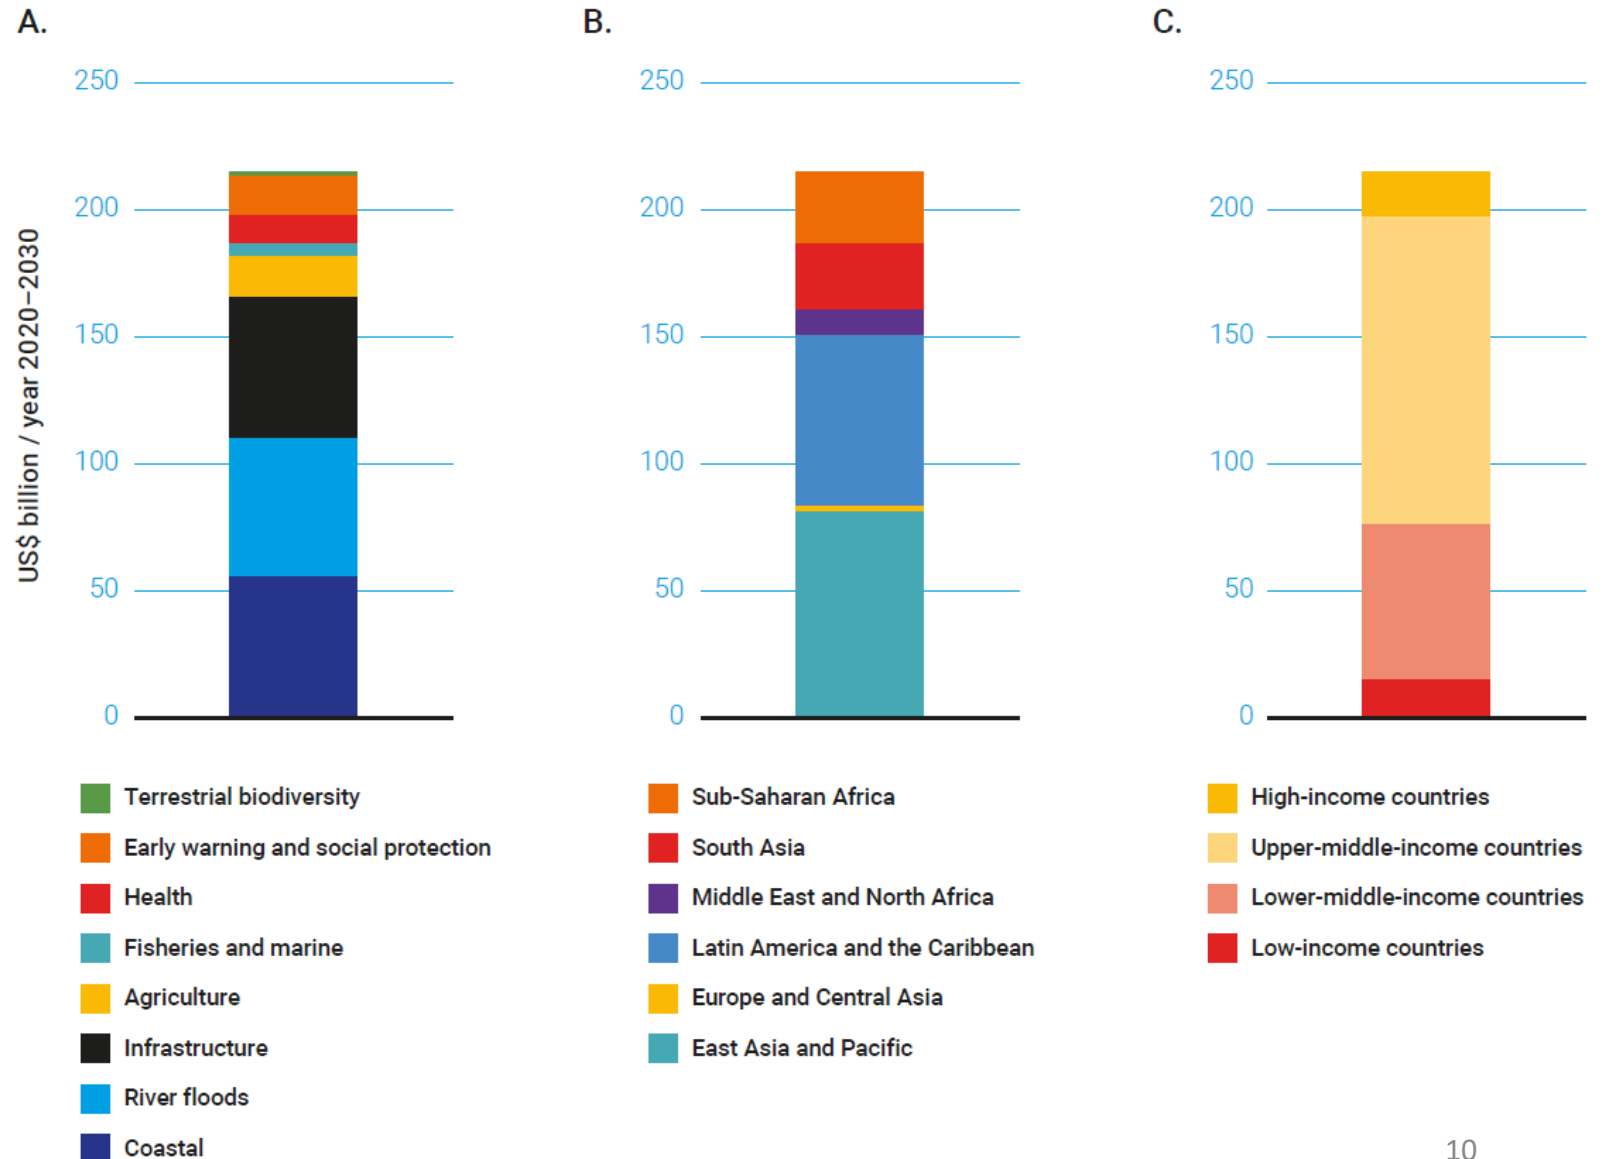 A.
250
200
150
100
50
0
US$ billion / year 2020–2030
Terrestrial biodiversity
Early warning and social protection
Health
Fisheries and marine
Agriculture
Infrastructure
River floods
Coastal
B.
250
200
150
100
50
0
Sub-Saharan Africa
South Asia
Middle East and North Africa
Latin America and the Caribbean
Europe and Central Asia
East Asia and Pacific
C.
250
200
150
100
50
0
High-income countries
Upper-middle-income countries
Lower-middle-income countries
Low-income countries
10